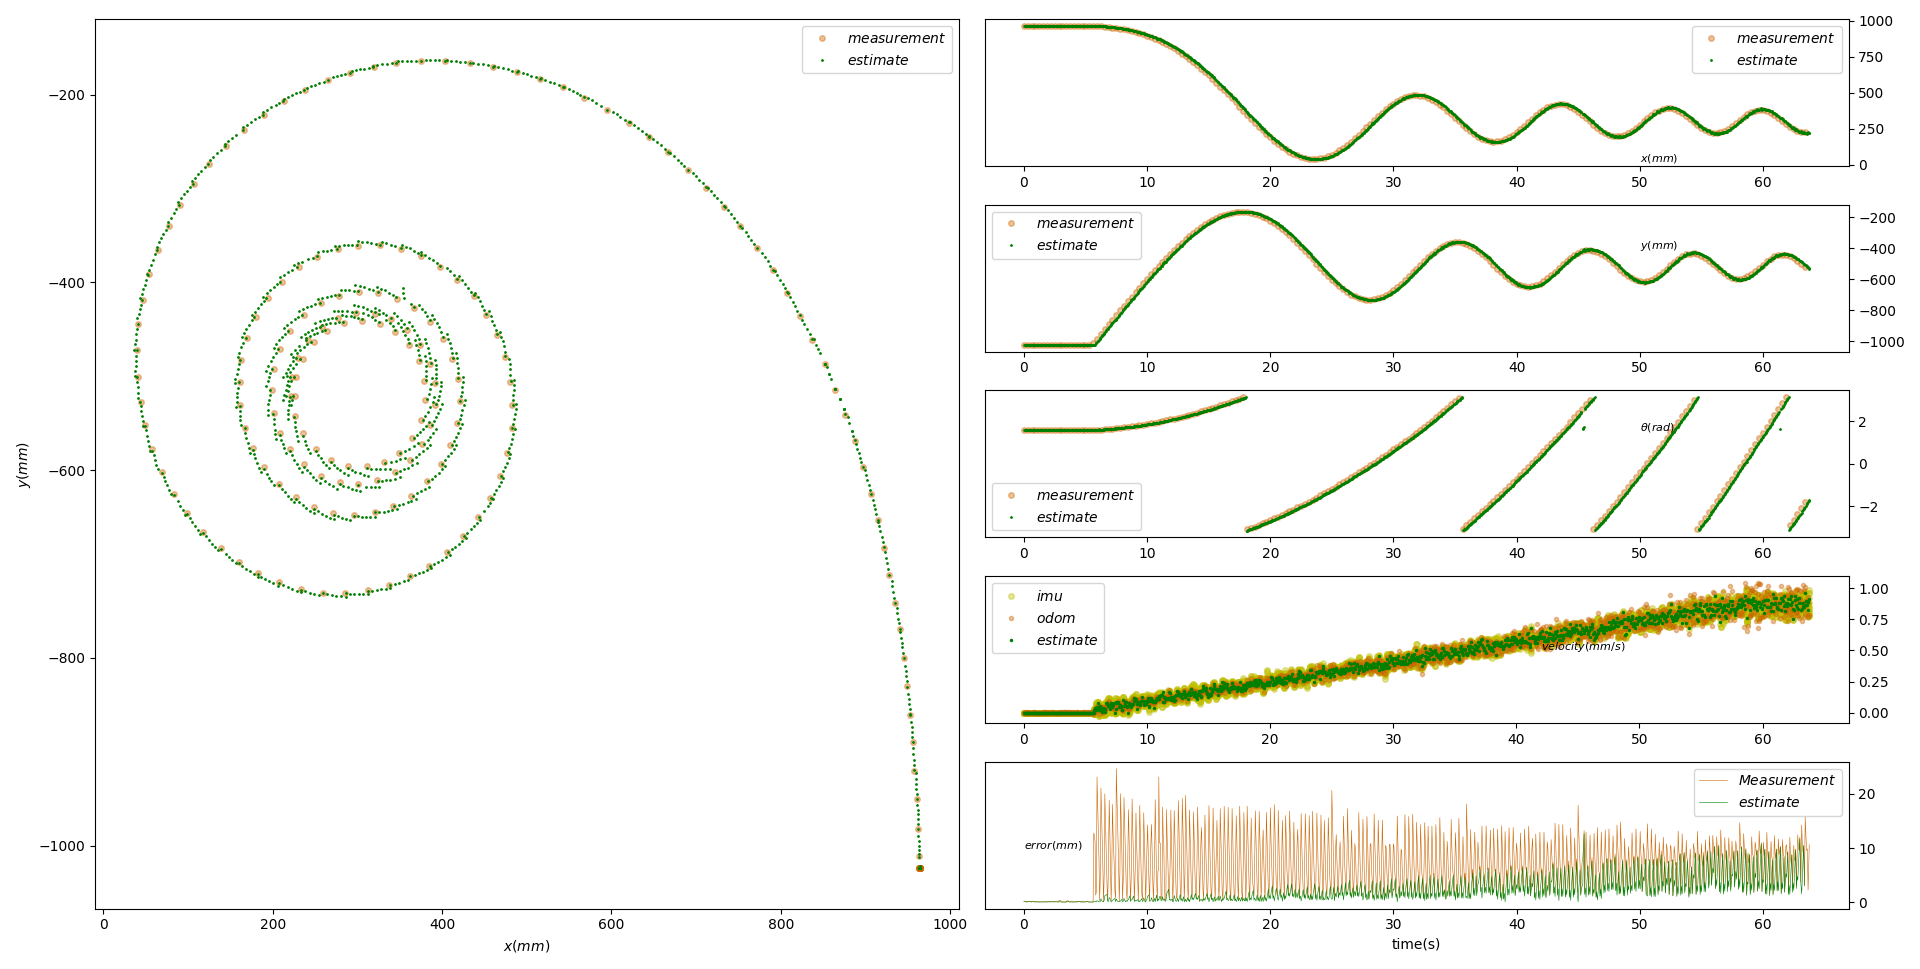 measurement
estimate
−200
−400
−600
−800
−1000
y(mm)
0 200 400 600 800 1000
x(mm)
measurement
estimate
1000
750
500
250
0
x(mm)
0 10 20 30 40 50 60
measurement
estimate
−200
−400
−600
−800
−1000
y(mm)
0 10 20 30 40 50 60
2
0
−2
θ(rad)
measurement
estimate
0 10 20 30 40 50 60
imu
odom
estimate
1.00
0.75
0.50
0.25
0.00
velocity(mm/s)
0 10 20 30 40 50 60
Measurement
estimate
20
10
0
error(mm)
0 10 20 30 40 50 60
time(s)